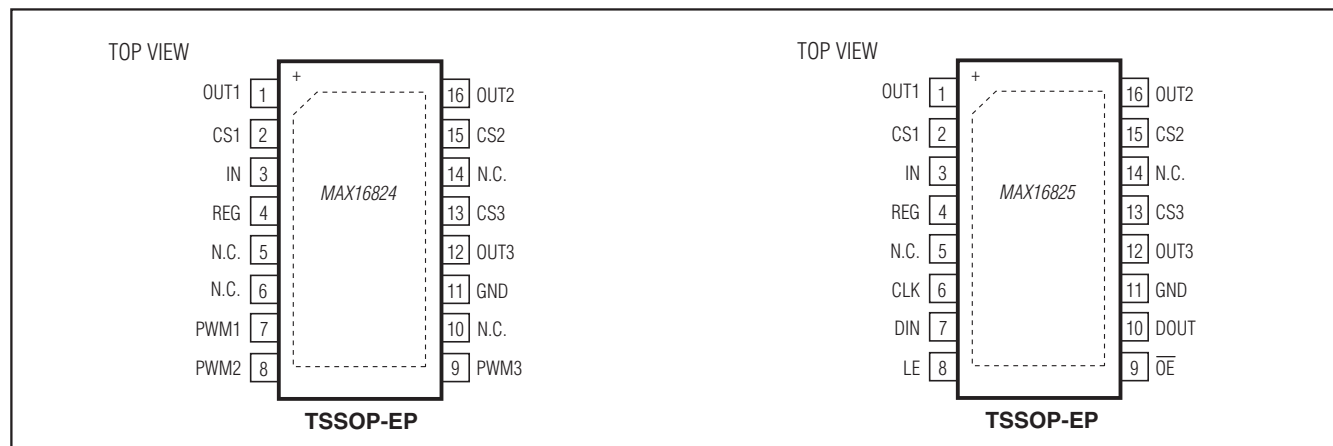 TOP VIEW
+
OUT1 1
CS1 2
IN 3
REG 4
N.C. 5
N.C. 6
PWM1 7
PWM2 8
MAX16824
16 OUT2
15 CS2
14 N.C.
13 CS3
12 OUT3
11 GND
10 N.C.
9 PWM3
TSSOP-EP
TOP VIEW
+
OUT1 1
CS1 2
IN 3
REG 4
N.C. 5
CLK 6
DIN 7
LE 8
MAX16825
16 OUT2
15 CS2
14 N.C.
13 CS3
12 OUT3
11 GND
10 DOUT
9 O̅E̅
TSSOP-EP